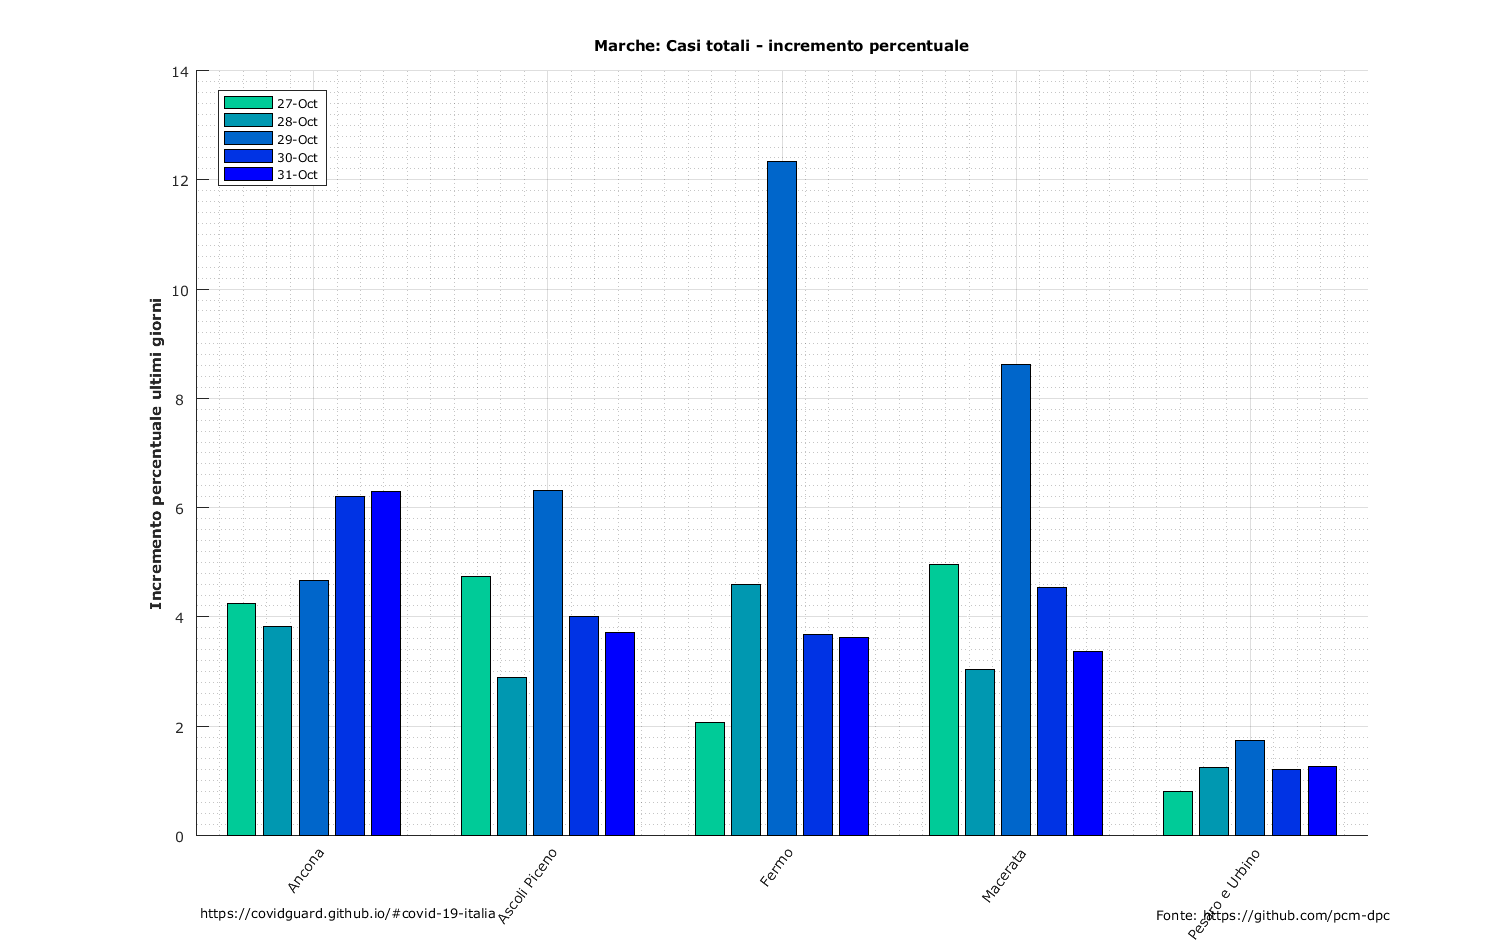 Marche: Casi totali - incremento percentuale
Incremento percentuale ultimi giorni
14
12
10
8
6
4
2
0
27-Oct
28-Oct
29-Oct
30-Oct
31-Oct
Ancona
Ascoli Piceno
Fermo
Macerata
Pesaro e Urbino
https://covidguard.github.io/#covid-19-italia
Fonte: https://github.com/pcm-dpc